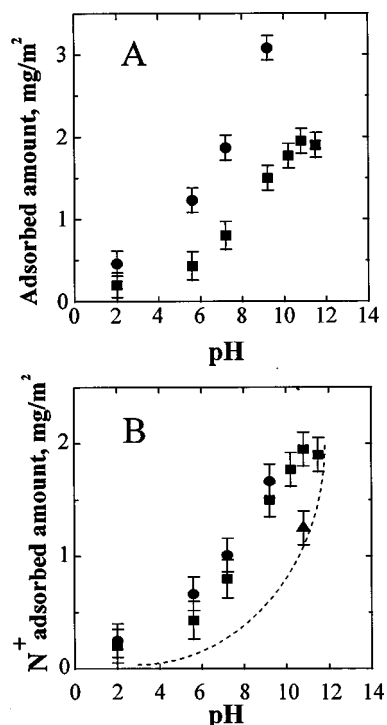 A
Adsorbed amount, mg/m²
3
2
1
0
0 2 4 6 8 10 12 14
pH
B
N⁺ adsorbed amount, mg/m²
2
1
0
0 2 4 6 8 10 12 14
pH